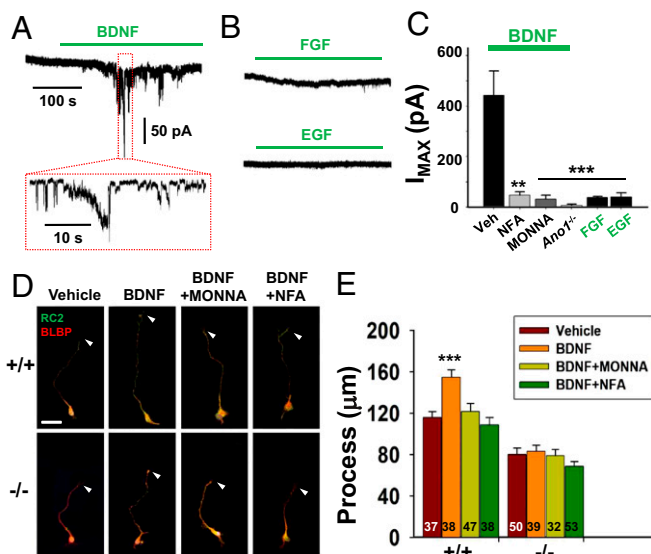 A
BDNF
100 s
50 pA
10 s
B
FGF
EGF
C
BDNF
I MAX (pA)
600
400
200
0
**
***
Veh
NFA
MONNA
Ano1-/-
FGF
EGF
D
Vehicle
BDNF
BDNF
+MONNA
BDNF
+NFA
RC2
BLBP
+/+
-/-
E
Process (μm)
200
160
120
80
40
0
***
Vehicle
BDNF
BDNF+MONNA
BDNF+NFA
37 38 47 38 50 39 32 53
+/+ -/-